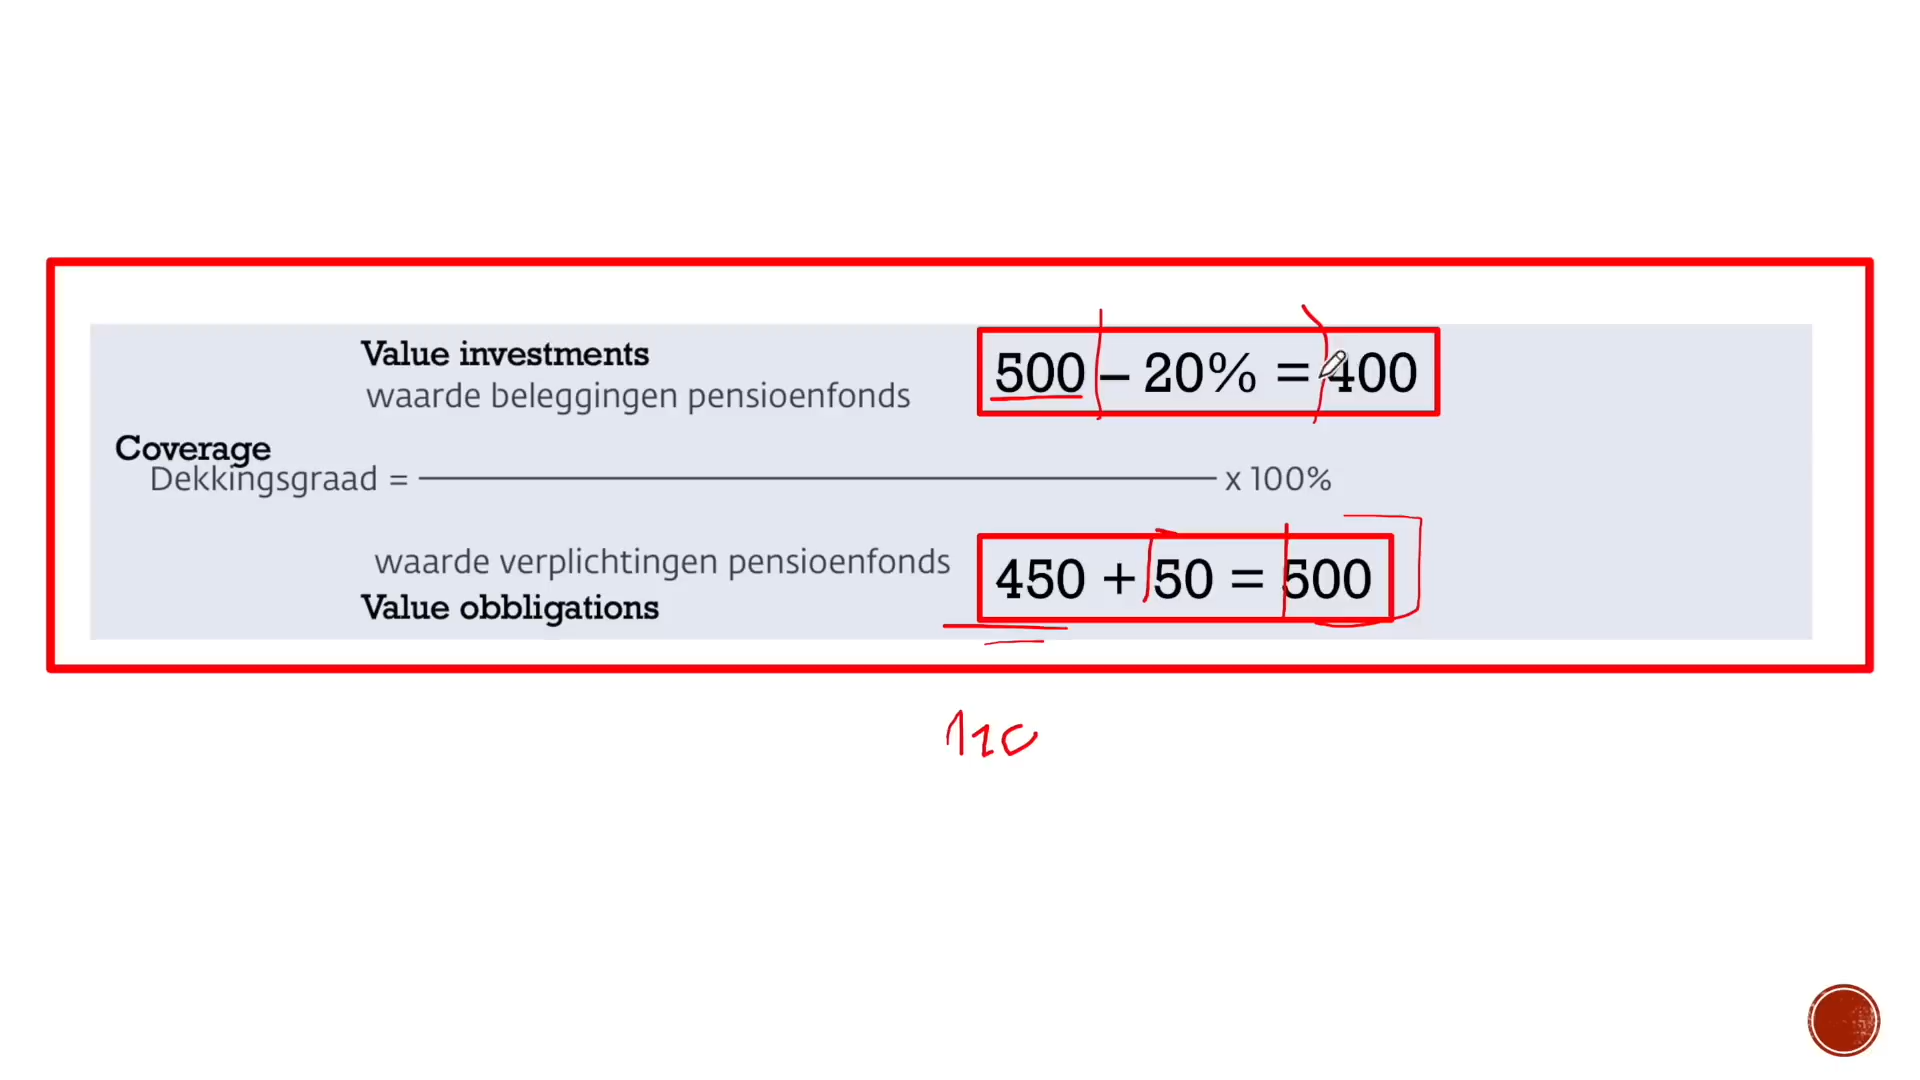 Value investments
waarde beleggingen pensioenfonds
500 – 20% = 400
Coverage
Dekkingsgraad = x 100%
waarde verplichtingen pensioenfonds
450 + 50 = 500
Value obbligations